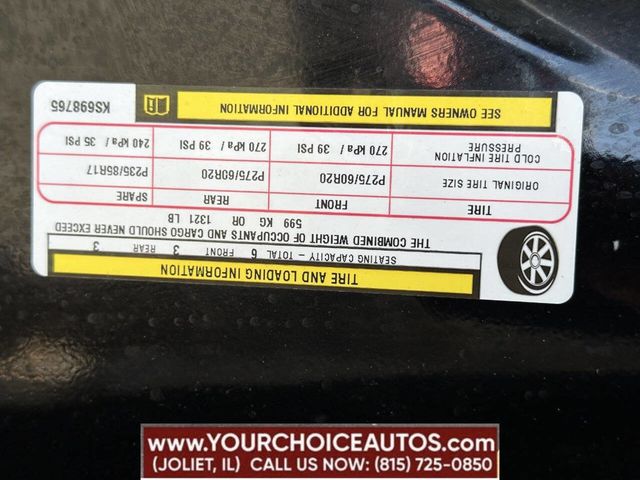 TIRE AND LOADING INFORMATION
SEATING CAPACITY - TOTAL 6 FRONT 3 REAR 3
THE COMBINED WEIGHT OF OCCUPANTS AND CARGO SHOULD NEVER EXCEED
599 KG OR 1321 LB
TIRE FRONT REAR SPARE
ORIGINAL TIRE SIZE P275/60R20 P275/60R20 P235/85R17
COLD TIRE INFLATION
PRESSURE 270 kPa / 39 PSI 270 kPa / 39 PSI 240 kPa / 35 PSI
SEE OWNERS MANUAL FOR ADDITIONAL INFORMATION
KS698765
WWW.YOURCHOICEAUTOS.COM
(JOLIET, IL) CALL US NOW: (815) 725-0850